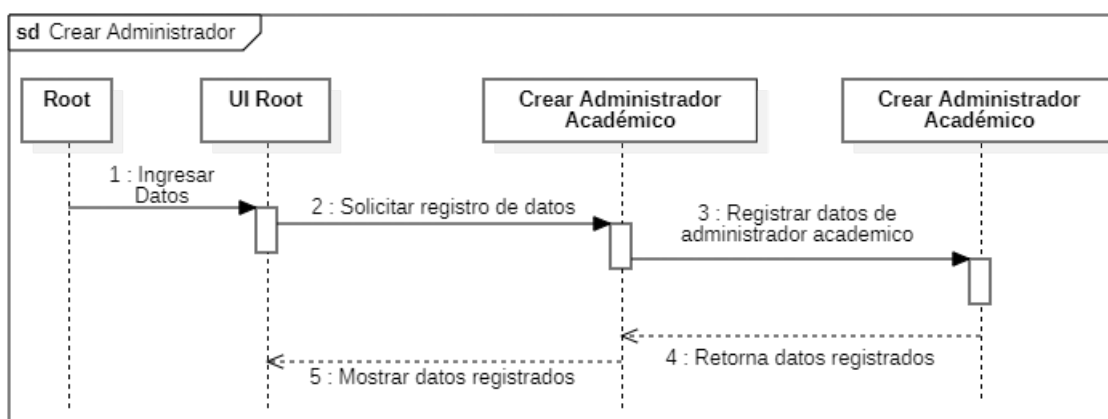 sd Crear Administrador
Root
UI Root
Crear Administrador
Académico
Crear Administrador
Académico
1 : Ingresar
Datos
2 : Solicitar registro de datos
3 : Registrar datos de
administrador academico
4 : Retorna datos registrados
5 : Mostrar datos registrados